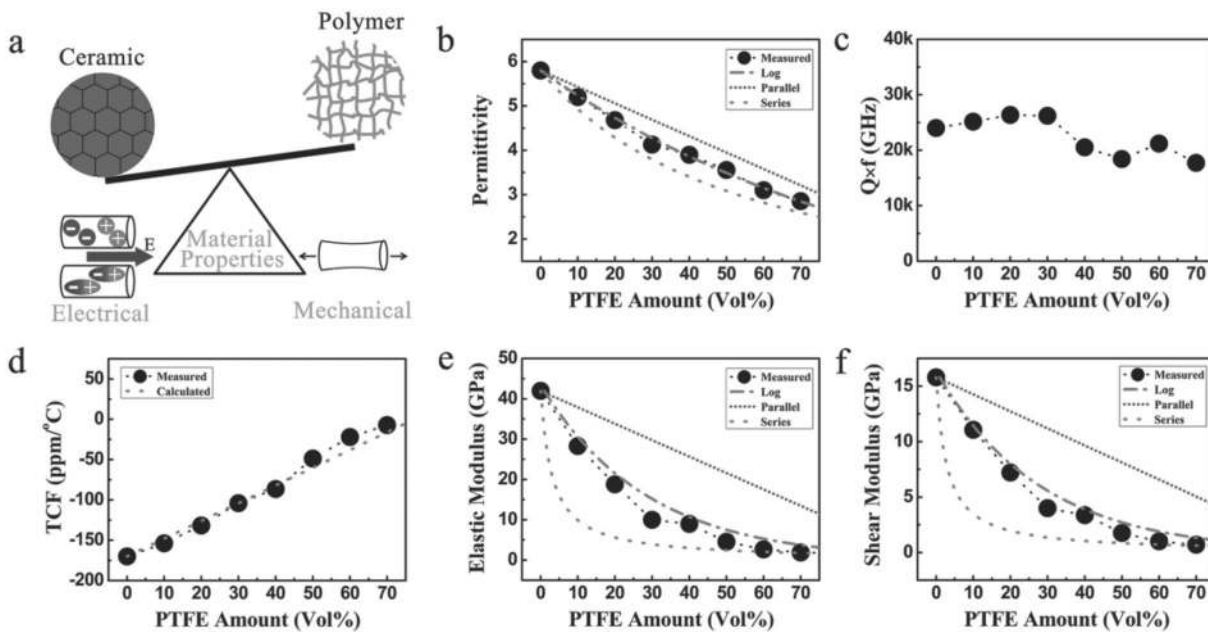 a
Ceramic
Polymer
E
Material
Properties
Electrical
Mechanical
b
Permittivity
6
5
4
3
2
Measured
Log
Parallel
Series
0 10 20 30 40 50 60 70
PTFE Amount (Vol%)
c
Q×f (GHz)
40k
30k
20k
10k
0
0 10 20 30 40 50 60 70
PTFE Amount (Vol%)
d
TCF (ppm/°C)
50
0
-50
-100
-150
-200
Measured
Calculated
0 10 20 30 40 50 60 70
PTFE Amount (Vol%)
e
Elastic Modulus (GPa)
50
40
30
20
10
0
Measured
Log
Parallel
Series
0 10 20 30 40 50 60 70
PTFE Amount (Vol%)
f
Shear Modulus (GPa)
15
10
5
0
Measured
Log
Parallel
Series
0 10 20 30 40 50 60 70
PTFE Amount (Vol%)